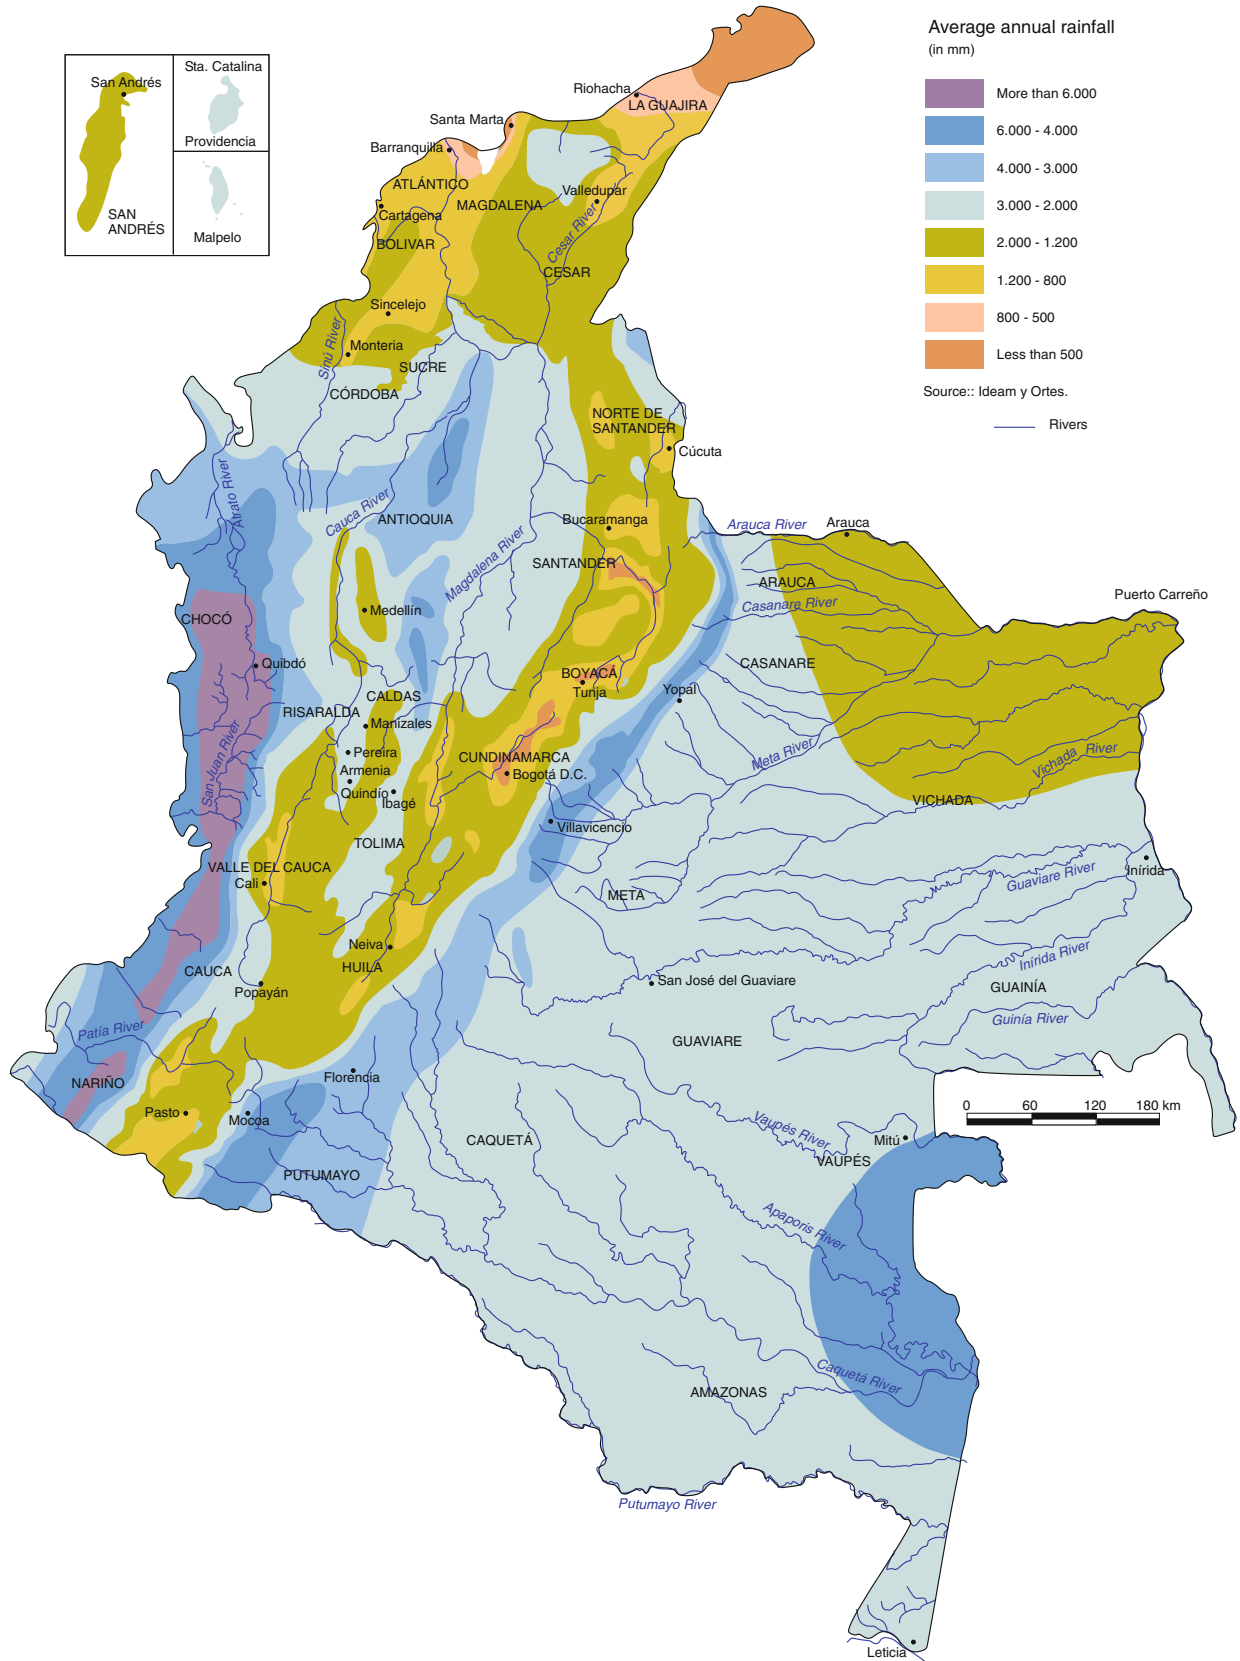 Average annual rainfall
(in mm)
More than 6.000
6.000 - 4.000
4.000 - 3.000
3.000 - 2.000
2.000 - 1.200
1.200 - 800
800 - 500
Less than 500
Source:: Ideam y Ortes.
Rivers
San Andrés
SAN
ANDRÉS
Sta. Catalina
Providencia
Malpelo
Riohacha
LA GUAJIRA
Santa Marta
Barranquilla
ATLÁNTICO
MAGDALENA
Valledupar
Cartagena
BOLIVAR
Cesar River
CESAR
Sincelejo
Sinú River
Monteria
SUCRE
CÓRDOBA
NORTE DE
SANTANDER
Cúcuta
Atrato River
Cauca River
ANTIOQUIA
Bucaramanga
Arauca River
Arauca
Magdalena River
SANTANDER
ARAUCA
Casanare River
Puerto Carreño
Medellín
CHOCÓ
Quibdó
BOYACÁ
Tunja
CASANARE
Yopal
CALDAS
RISARALDA
Manizales
San Juan River
Pereira
CUNDINAMARCA
Meta River
Vichada River
Armenia
Bogotá D.C.
Quindío
Ibagé
VICHADA
Villavicencio
TOLIMA
VALLE DEL CAUCA
Cali
META
Guaviare River
Inírida
Neiva
HUILA
CAUCA
Popayán
San José del Guaviare
Inírida River
GUAINÍA
Guinía River
Patía River
GUAVIARE
NARIÑO
Florencia
Pasto
Mocoa
0 60 120 180 km
CAQUETÁ
Vaupés River
Mitú
VAUPÉS
PUTUMAYO
Apaporis River
Caquetá River
AMAZONAS
Putumayo River
Leticia